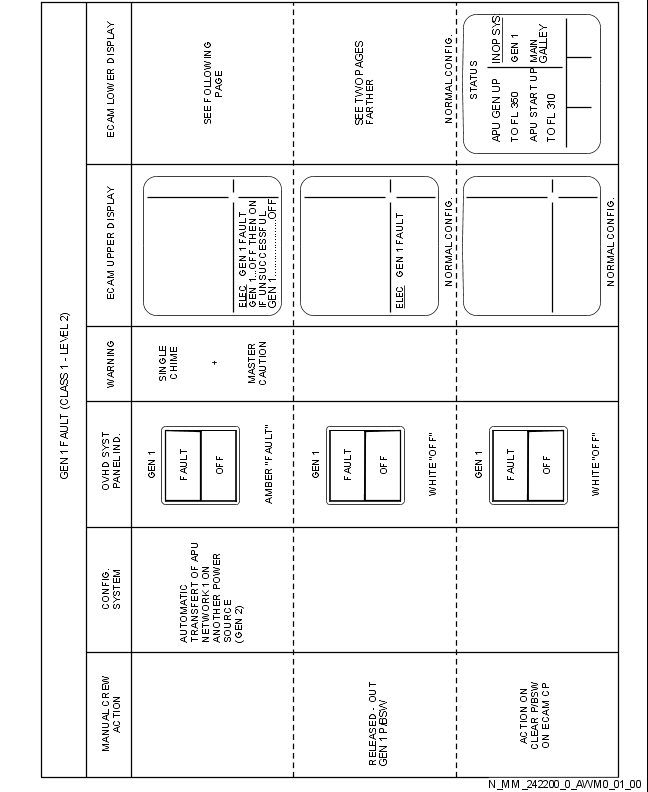 GEN 1 FAULT (CLASS 1 - LEVEL 2)
MANUAL CREW
ACTION
CONFIG.
SYSTEM
OVHD SYST
PANEL IND.
WARNING
ECAM UPPER DISPLAY
ECAM LOWER DISPLAY
AUTOMATIC
TRANSFERT OF APU
NETWORK 1 ON
ANOTHER POWER
SOURCE
(GEN 2)
GEN 1
FAULT
OFF
AMBER "FAULT"
SINGLE
CHIME
+
MASTER
CAUTION
ELEC GEN 1 FAULT
GEN 1...OFF THEN ON
IF UNSUCCESSFUL
GEN 1......................OFF
SEE FOLLOWING
PAGE
RELEASED - OUT
GEN 1 P/BSW
GEN 1
FAULT
OFF
WHITE "OFF"
ELEC GEN 1 FAULT
NORMAL CONFIG.
SEE TWO PAGES
FARTHER
NORMAL CONFIG.
ACTION ON
CLEAR P/BSW
ON ECAM CP
GEN 1
FAULT
OFF
WHITE "OFF"
NORMAL CONFIG.
STATUS
APU GEN UP
TO FL 350
APU START UP
TO FL 310
INOP SYS
GEN 1
MAIN
GALLEY
N_MM_242200_0_AVM0_01_00